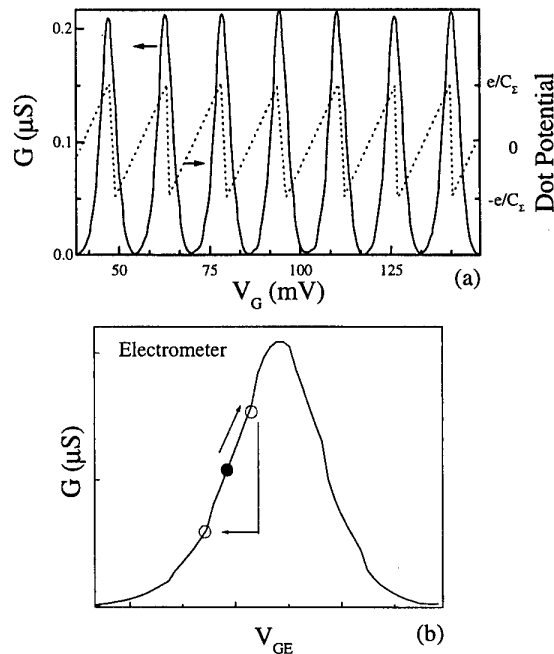 0.2
0.1
0.0
G (μS)
e/C_Σ
0
-e/C_Σ
Dot Potential
50
75
100
125
V_G (mV)
(a)
Electrometer
G (μS)
V_GE
(b)